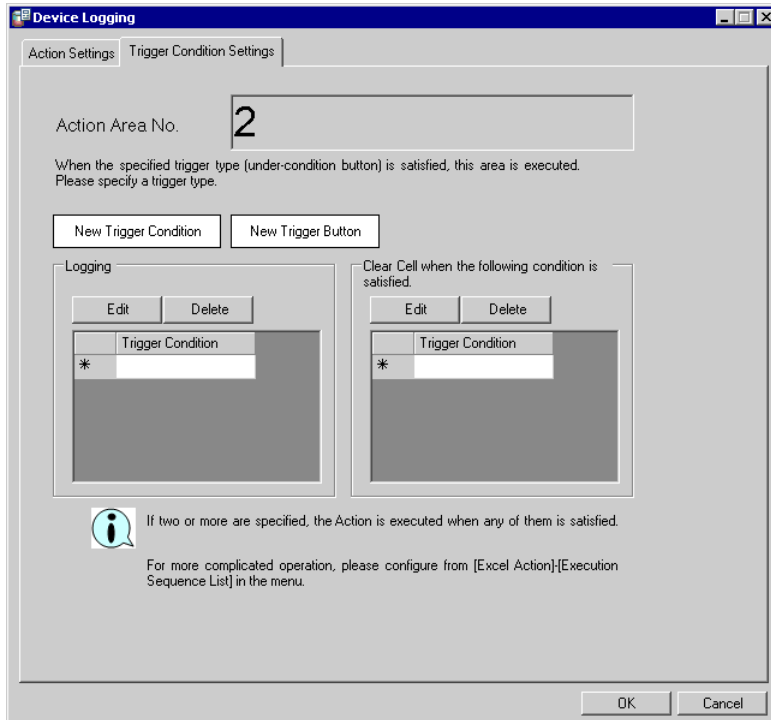 Device Logging
Action Settings
Trigger Condition Settings
Action Area No.
2
When the specified trigger type (under-condition button) is satisfied, this area is executed.
Please specify a trigger type.
New Trigger Condition
New Trigger Button
Logging
Edit
Delete
Trigger Condition
*
Clear Cell when the following condition is
satisfied.
Edit
Delete
Trigger Condition
*
If two or more are specified, the Action is executed when any of them is satisfied.
For more complicated operation, please configure from [Excel Action]-[Execution
Sequence List] in the menu.
OK
Cancel